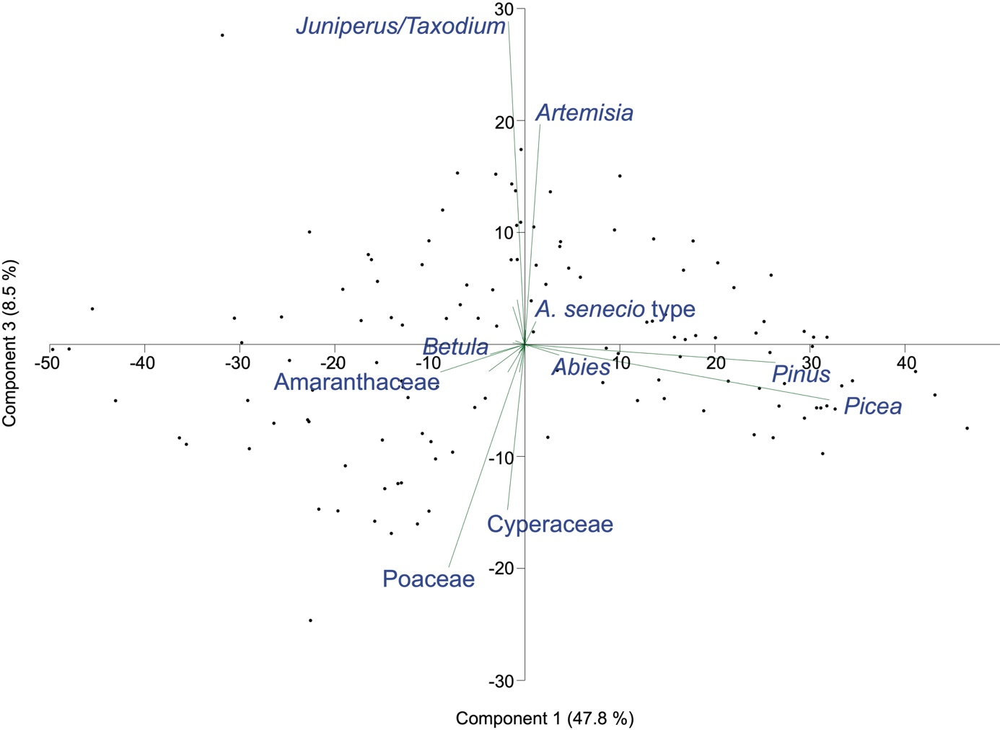 30
Juniperus/Taxodium
Artemisia
20
10
A. senecio type
Betula
-50
-40
-30
-20
-10
10
20
30
40
Abies
Pinus
Amaranthaceae
Picea
Component 3 (8.5 %)
-10
Cyperaceae
-20
Poaceae
-30
Component 1 (47.8 %)